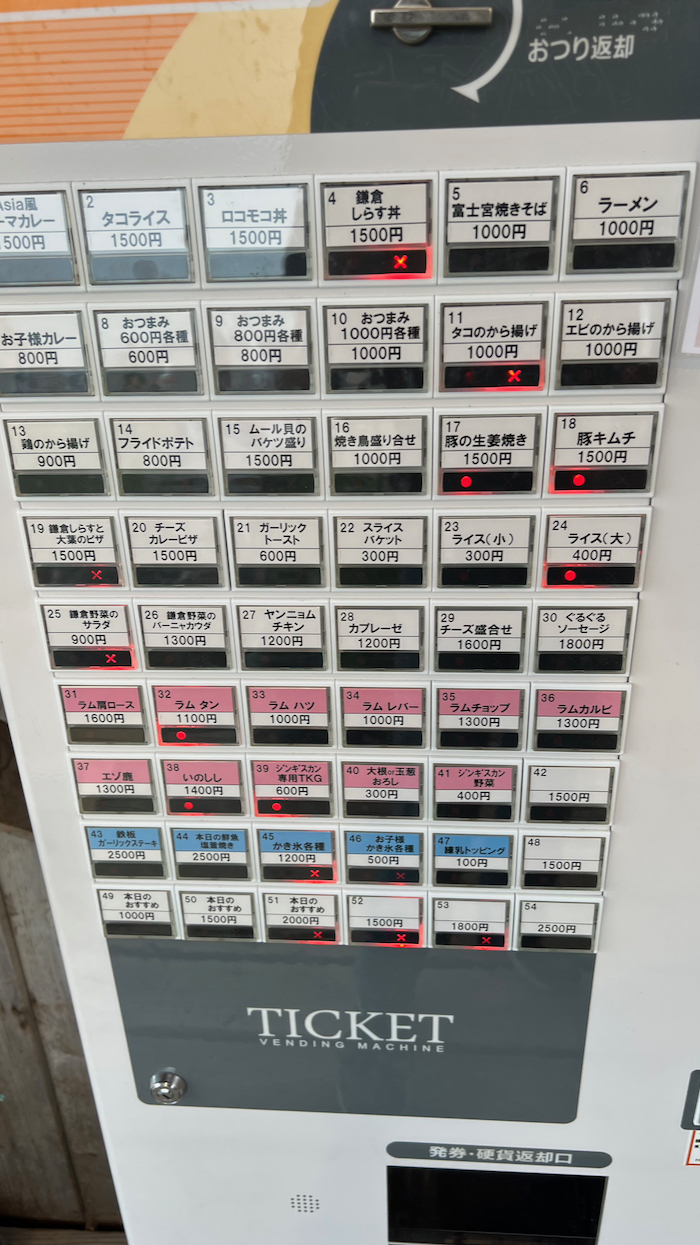 おつり返却
Asia風
ーマカレー
1500円
2
タコライス
1500円
3
ロコモコ丼
1500円
4 鎌倉
しらす丼
1500円
5
富士宮焼きそば
1000円
6
ラーメン
1000円
お子様カレー
800円
8 おつまみ
600円各種
600円
9 おつまみ
800円各種
800円
10 おつまみ
1000円各種
1000円
11
タコのから揚げ
1000円
12
エビのから揚げ
1000円
13
鶏のから揚げ
900円
14
フライドポテト
800円
15 ムール貝の
バケツ盛り
1500円
16
焼き鳥盛り合せ
1000円
17
豚の生姜焼き
1500円
18
豚キムチ
1500円
19 鎌倉しらすと
大葉のピザ
1500円
20 チーズ
カレーピザ
1500円
21 ガーリック
トースト
600円
22 スライス
バケット
300円
23
ライス(小)
300円
24
ライス(大)
400円
25 鎌倉野菜の
サラダ
900円
26 鎌倉野菜の
バーニャカウダ
1300円
27 ヤンニョム
チキン
1200円
28
カプレーゼ
1200円
29
チーズ盛合せ
1600円
30 ぐるぐる
ソーセージ
1800円
31
ラム肩ロース
1600円
32
ラム タン
1100円
33
ラム ハツ
1000円
34
ラム レバー
1000円
35
ラムチョップ
1300円
36
ラムカルビ
1300円
37
エゾ鹿
1300円
38
いのしし
1400円
39 ジンギスカン
専用TKG
600円
40 大根or玉葱
おろし
300円
41 ジンギスカン
野菜
400円
42
1500円
43 鉄板
ガーリックステーキ
2500円
44 本日の鮮魚
塩釜焼き
2500円
45
かき氷各種
1200円
46 お子様
かき氷各種
500円
47
練乳トッピング
100円
48
1500円
49 本日の
おすすめ
1000円
50 本日の
おすすめ
1500円
51 本日の
おすすめ
2000円
52
1500円
53
1800円
54
2500円
TICKET
VENDING MACHINE
発券・硬貨返却口